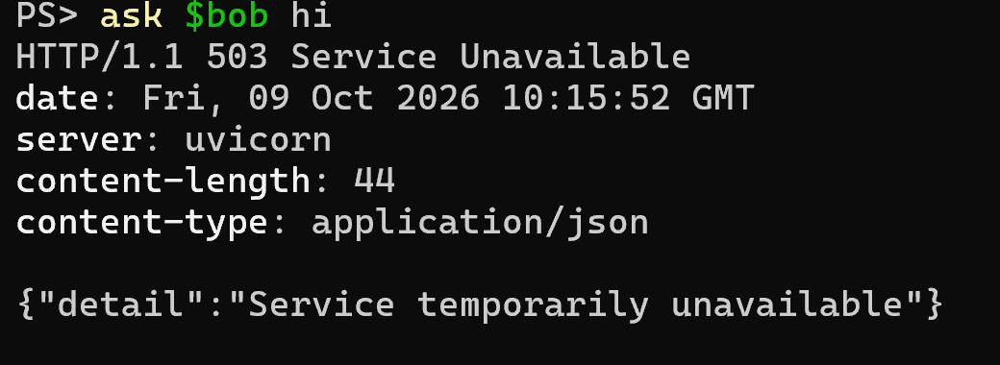 PS> ask $bob hi
HTTP/1.1 503 Service Unavailable
date: Fri, 09 Oct 2026 10:15:52 GMT
server: uvicorn
content-length: 44
content-type: application/json

{"detail":"Service temporarily unavailable"}